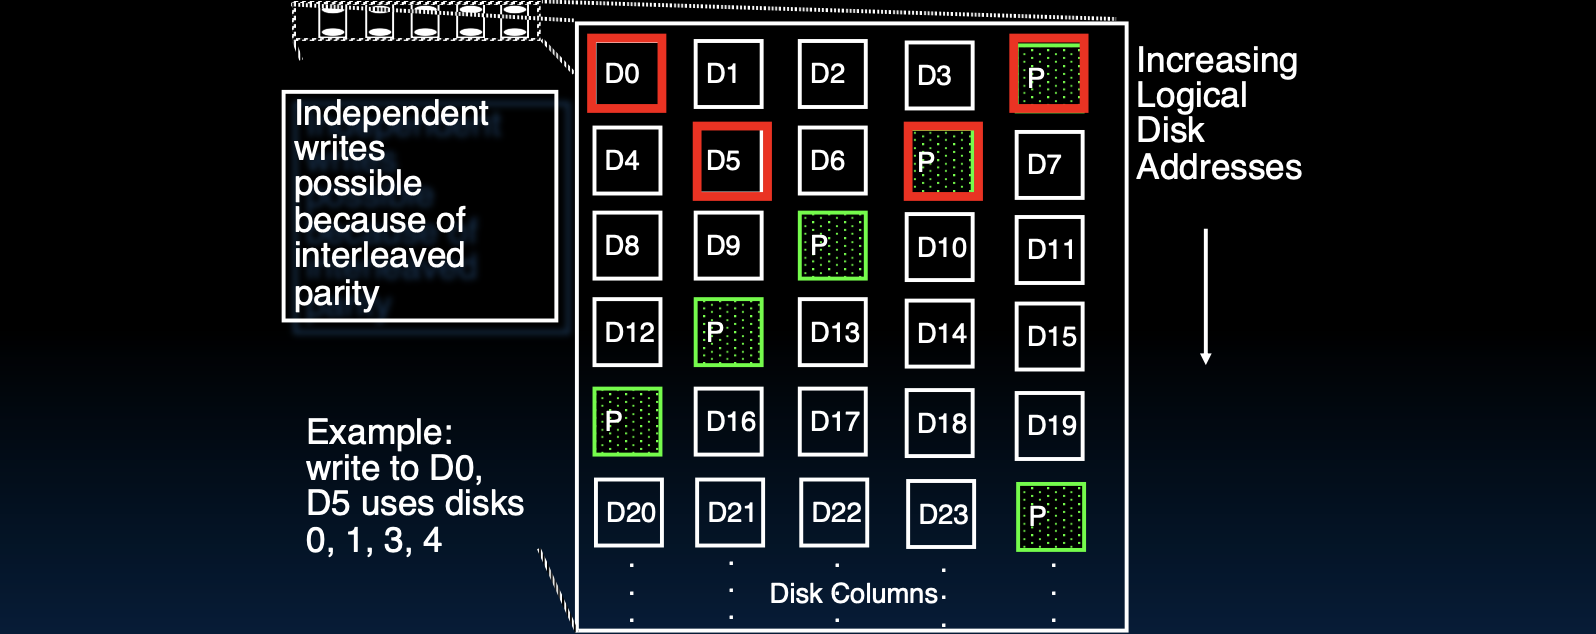 Independent
writes
possible
because of
interleaved
parity
Example:
write to D0,
D5 uses disks
0, 1, 3, 4
D0 D1 D2 D3 P
D4 D5 D6 P D7
D8 D9 P D10 D11
D12 P D13 D14 D15
P D16 D17 D18 D19
D20 D21 D22 D23 P
Disk Columns
Increasing
Logical
Disk
Addresses